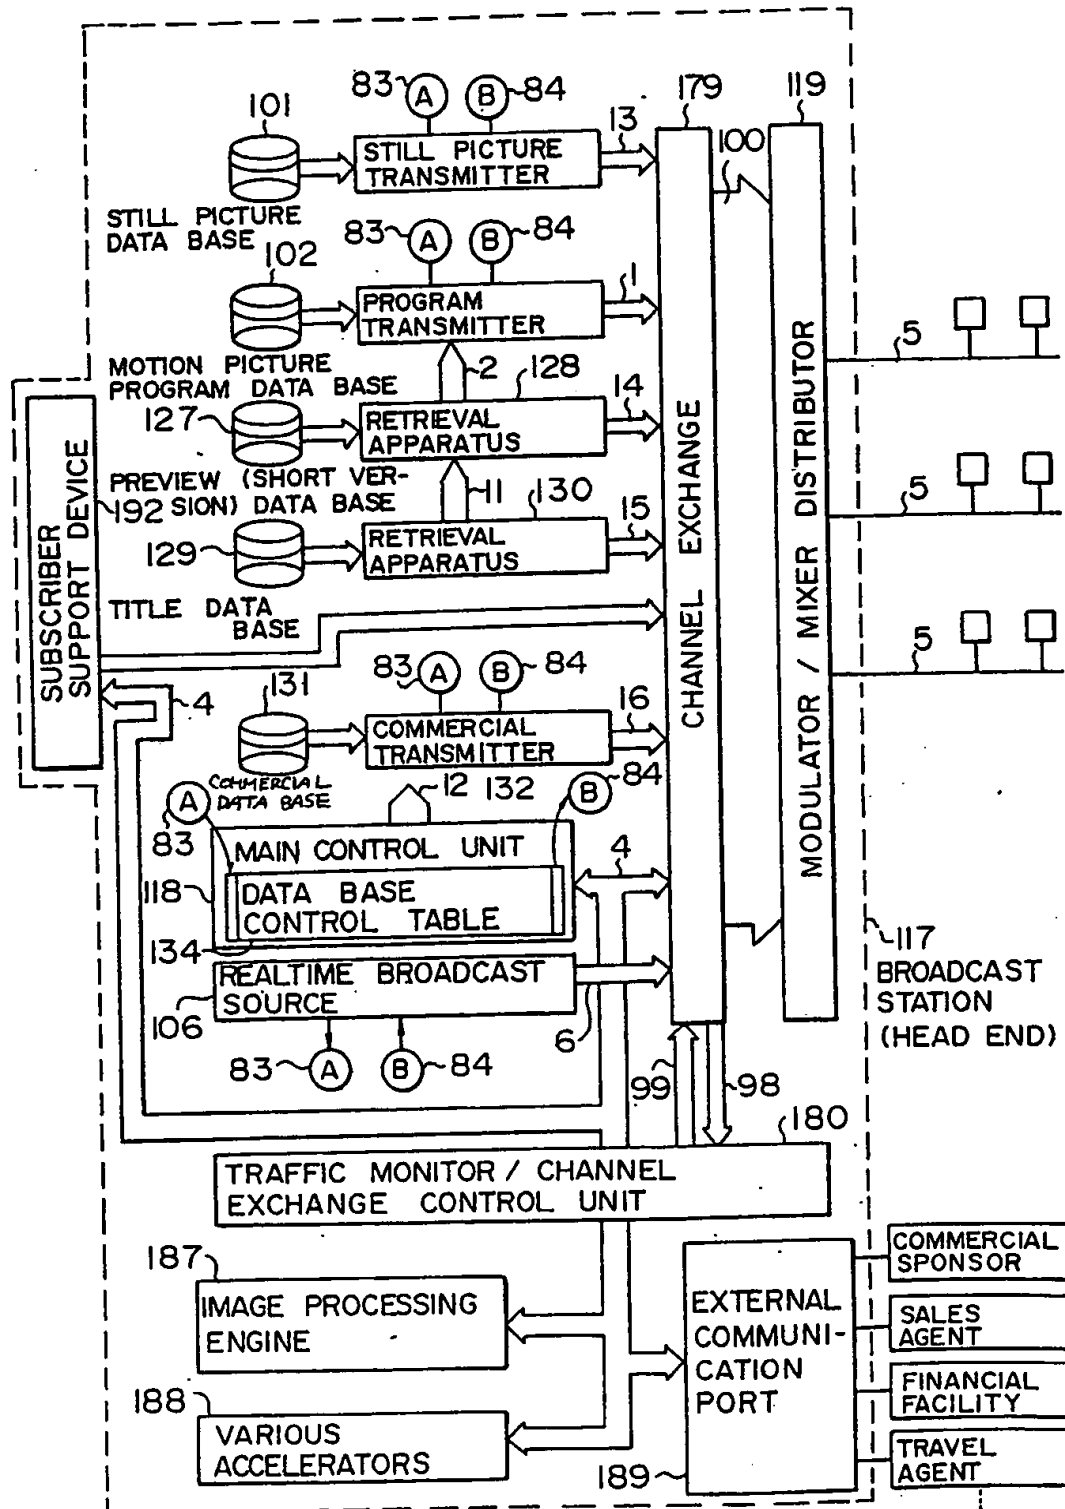 83 A B 84
179
119
101
13
100
STILL PICTURE
TRANSMITTER
STILL PICTURE
DATA BASE
83 A B 84
102
1
PROGRAM
TRANSMITTER
MOTION PICTURE
PROGRAM DATA BASE
2
128
127
14
RETRIEVAL
APPARATUS
PREVIEW (SHORT VER-
SION) DATA BASE
192
11
130
129
15
RETRIEVAL
APPARATUS
TITLE DATA
BASE
SUBSCRIBER
SUPPORT DEVICE
CHANNEL EXCHANGE
MODULATOR / MIXER DISTRIBUTOR
5
5
5
4
83 A B 84
131
16
COMMERCIAL
TRANSMITTER
COMMERCIAL
DATA BASE
12
132
84
A
B
83
MAIN CONTROL UNIT
118
DATA BASE
CONTROL TABLE
134
4
REALTIME BROADCAST
SOURCE
106
6
83 A B 84
117
BROADCAST
STATION
(HEAD END)
99
98
180
TRAFFIC MONITOR / CHANNEL
EXCHANGE CONTROL UNIT
187
IMAGE PROCESSING
ENGINE
188
VARIOUS
ACCELERATORS
EXTERNAL
COMMUNI-
CATION
PORT
189
COMMERCIAL
SPONSOR
SALES
AGENT
FINANCIAL
FACILITY
TRAVEL
AGENT